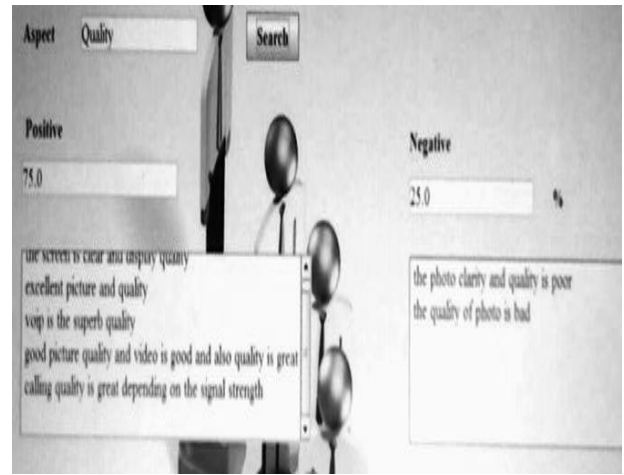 Aspect
Quality
Search
Positive
75.0
Negative
25.0
%
the screen is clear and display quality
excellent picture and quality
voip is the superb quality
good picture quality and video is good and also quality is great
calling quality is great depending on the signal strength
the photo clarity and quality is poor
the quality of photo is bad